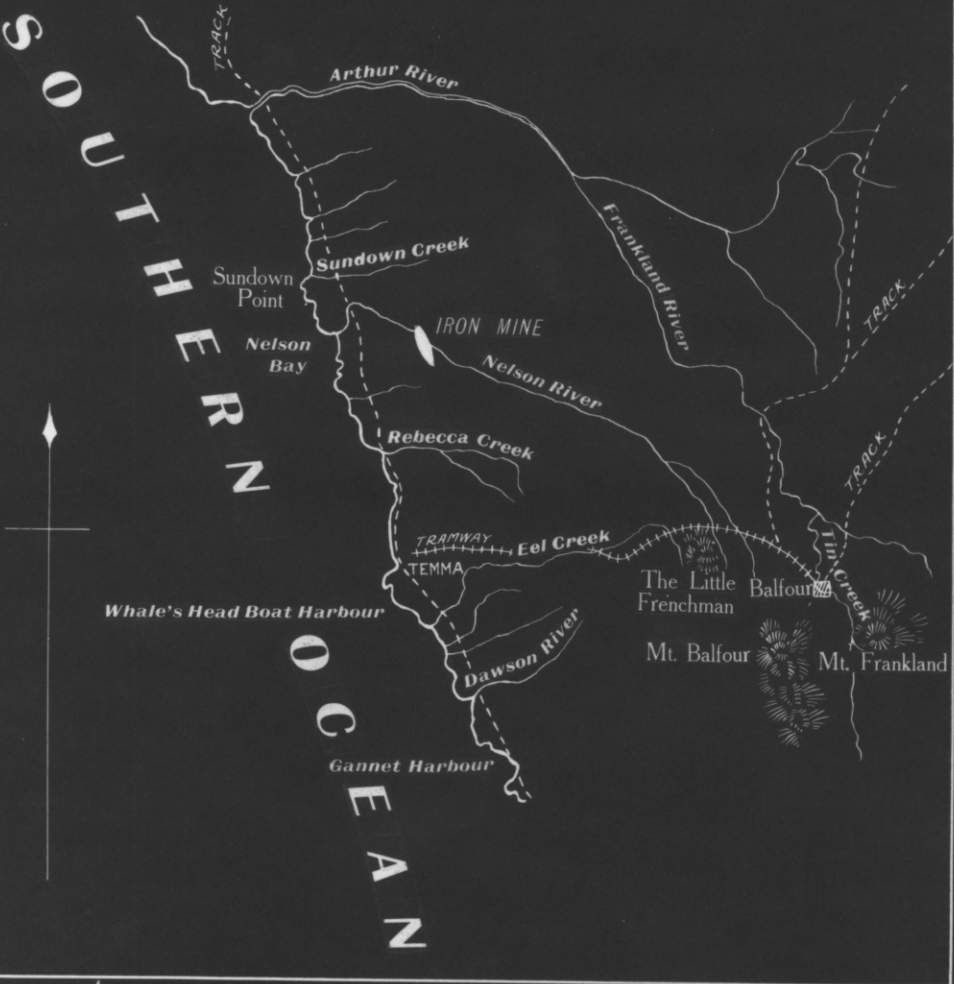 SOUTHERN OCEAN
TRACK
Arthur River
Frankland River
Sundown Creek
Sundown
Point
TRACK
IRON MINE
Nelson
Bay
Nelson River
Rebecca Creek
TRACK
TRAMWAY
Eel Creek
TEMMA
Tin Creek
The Little
Frenchman
Balfour
Whale's Head Boat Harbour
Mt. Balfour
Mt. Frankland
Dawson River
Gannet Harbour